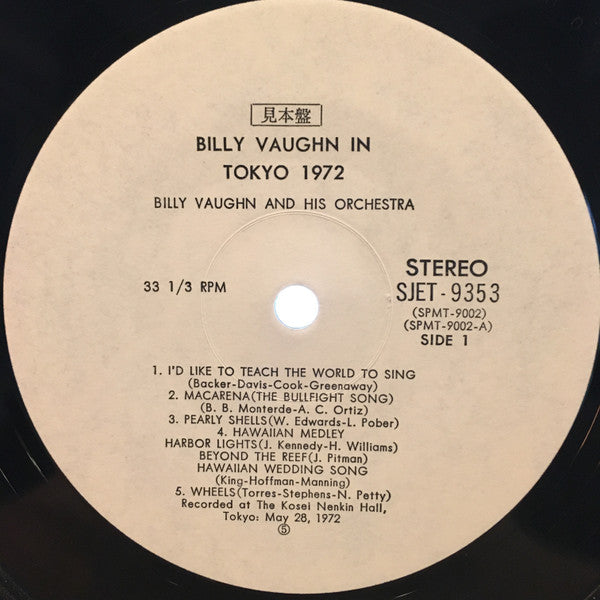 見本盤
BILLY VAUGHN IN
TOKYO 1972
BILLY VAUGHN AND HIS ORCHESTRA
33 1/3 RPM
STEREO
SJET-9353
(SPMT-9002)
(SPMT-9002-A)
SIDE 1
1. I'D LIKE TO TEACH THE WORLD TO SING
(Backer-Davis-Cook-Greenaway)
2. MACARENA(THE BULLFIGHT SONG)
(B. B. Monterde-A. C. Ortiz)
3. PEARLY SHELLS(W. Edwards-L. Pober)
4. HAWAIIAN MEDLEY
HARBOR LIGHTS(J. Kennedy-H. Williams)
BEYOND THE REEF(J. Pitman)
HAWAIIAN WEDDING SONG
(King-Hoffman-Manning)
5. WHEELS(Torres-Stephens-N. Petty)
Recorded at The Kosei Nenkin Hall,
Tokyo: May 28, 1972
⑤